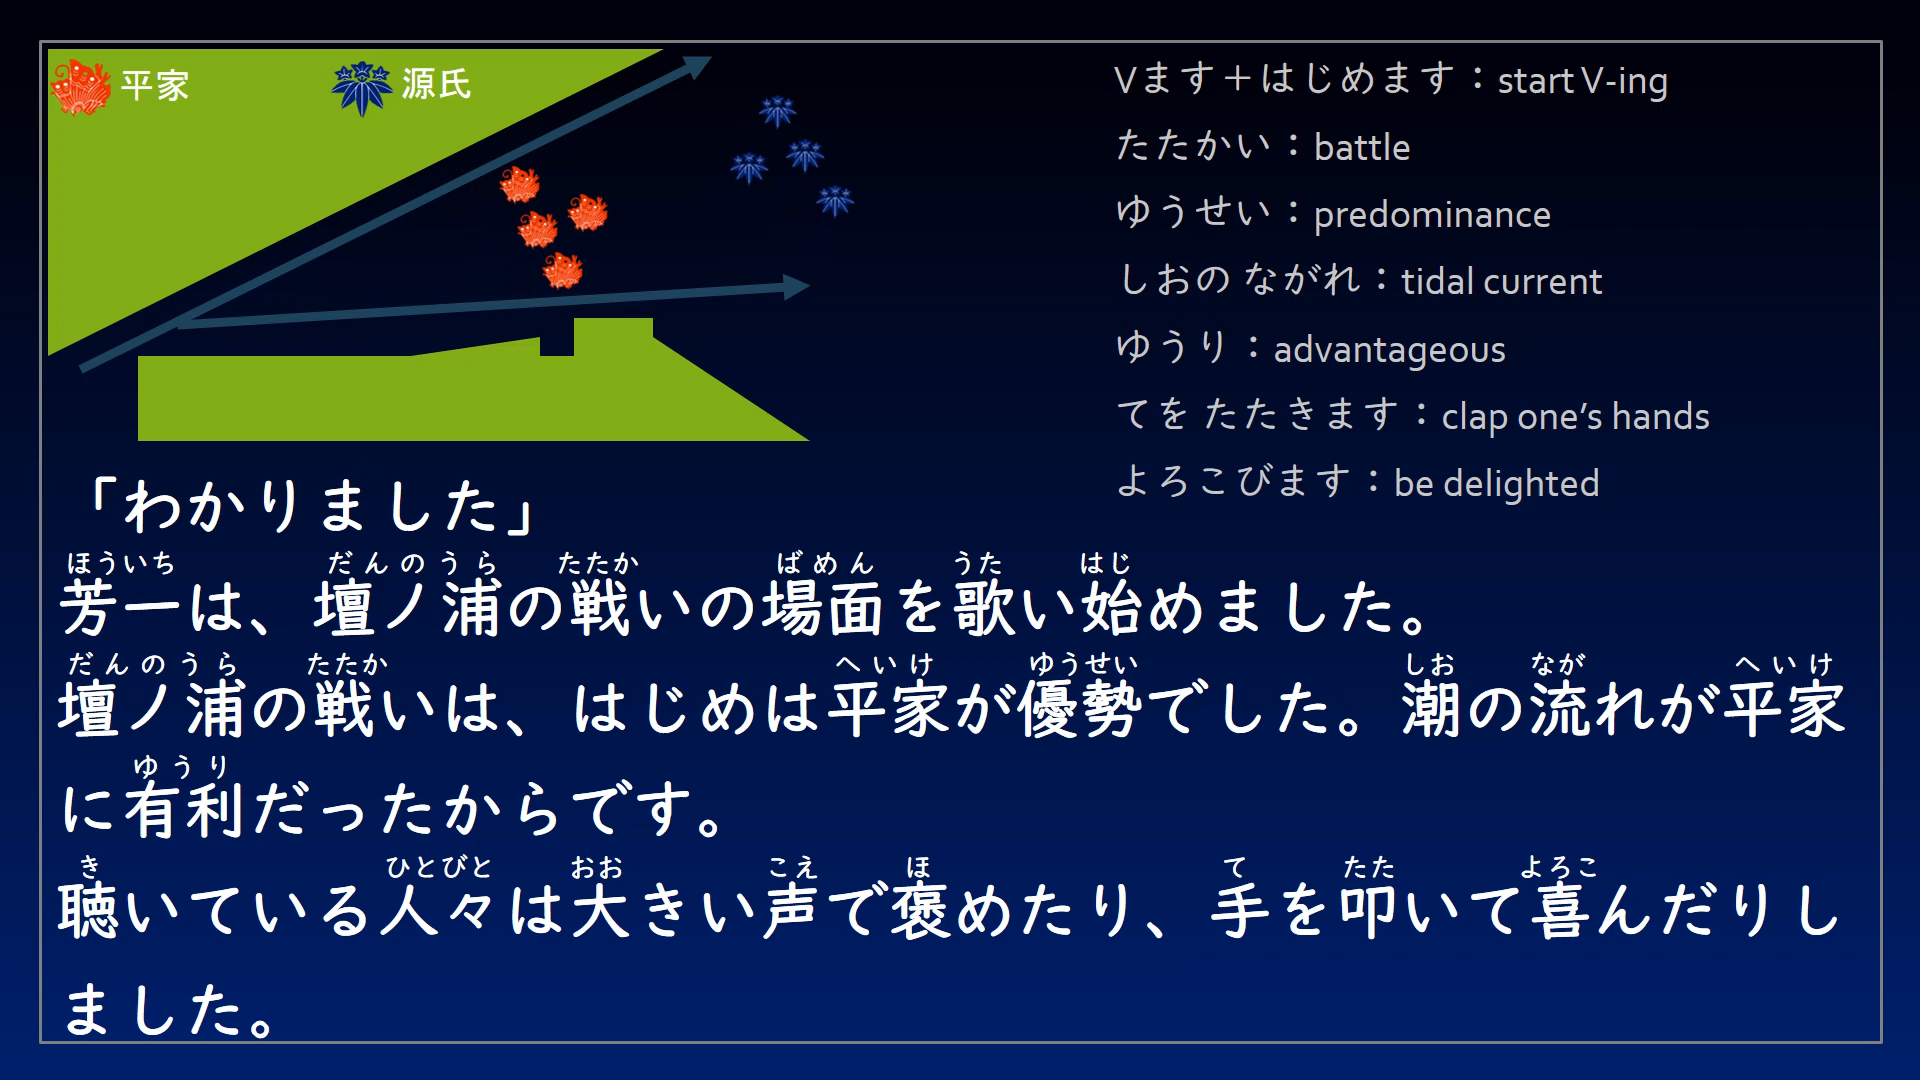 平家
源氏
Vます＋はじめます：start V-ing
たたかい：battle
ゆうせい：predominance
しおの ながれ：tidal current
ゆうり：advantageous
てを たたきます：clap one’s hands
よろこびます：be delighted
「わかりました」
ほういち だんのうら たたか ばめん うた はじ
芳一は、壇ノ浦の戦いの場面を歌い始めました。
だんのうら たたか へいけ ゆうせい しお なが へいけ
壇ノ浦の戦いは、はじめは平家が優勢でした。潮の流れが平家
ゆうり
に有利だったからです。
き ひとびと おお こえ ほ て たた よろこ
聴いている人々は大きい声で褒めたり、手を叩いて喜んだりし
ました。